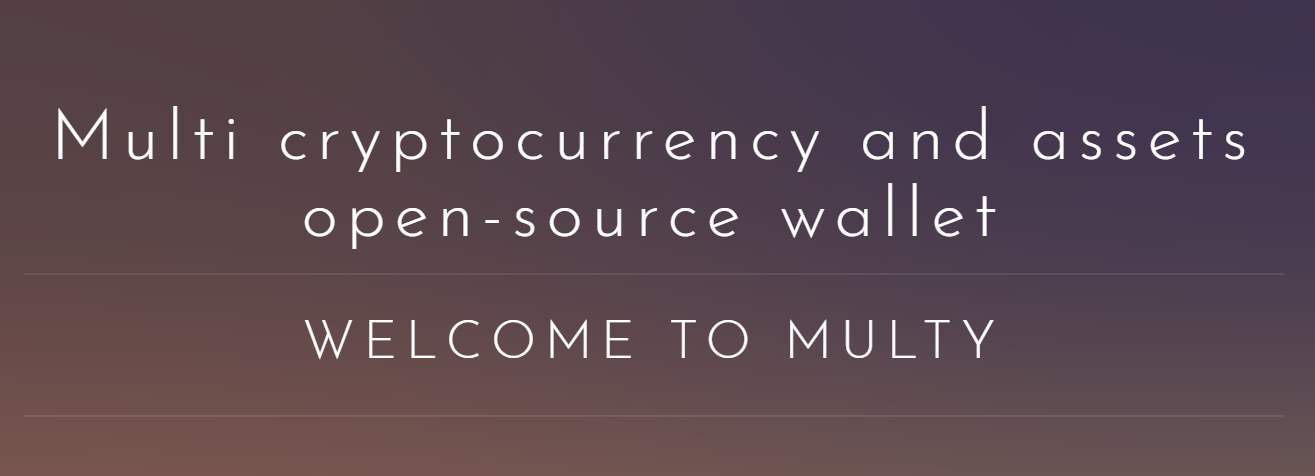 Multi cryptocurrency and assets
open-source wallet
WELCOME TO MULTY